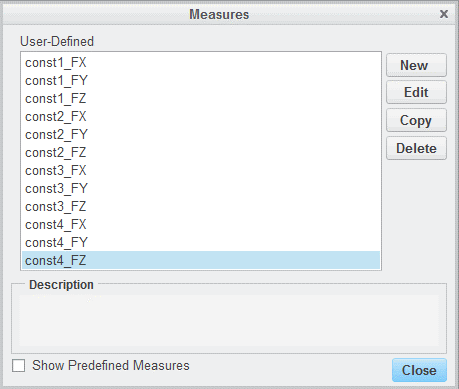 Measures
x
User-Defined
const1_FX
const1_FY
const1_FZ
const2_FX
const2_FY
const2_FZ
const3_FX
const3_FY
const3_FZ
const4_FX
const4_FY
const4_FZ
New
Edit
Copy
Delete
Description
Show Predefined Measures
Close